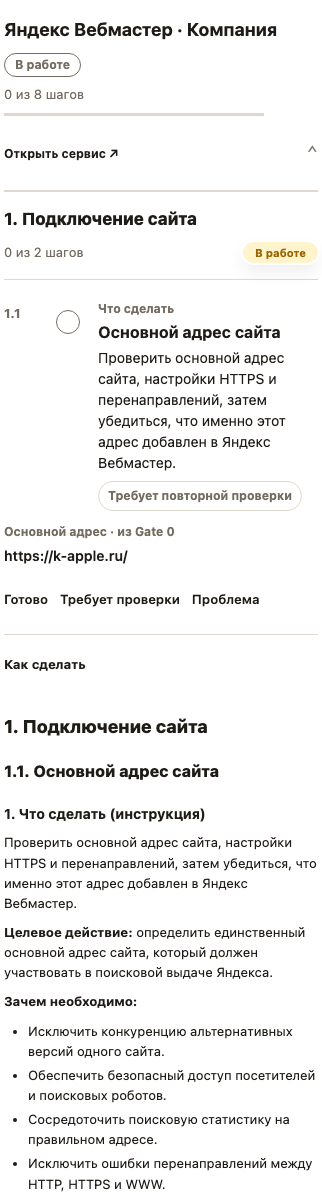 Яндекс Вебмастер · Компания
В работе
0 из 8 шагов
Открыть сервис ↗
1. Подключение сайта
0 из 2 шагов
В работе
1.1
Что сделать
Основной адрес сайта
Проверить основной адрес
сайта, настройки HTTPS и
перенаправлений, затем
убедиться, что именно этот
адрес добавлен в Яндекс
Вебмастер.
Требует повторной проверки
Основной адрес · из Gate 0
https://k-apple.ru/
Готово Требует проверки Проблема
Как сделать
1. Подключение сайта
1.1. Основной адрес сайта
1. Что сделать (инструкция)
Проверить основной адрес сайта, настройки
HTTPS и перенаправлений, затем убедиться, что
именно этот адрес добавлен в Яндекс
Вебмастер.
Целевое действие: определить единственный
основной адрес сайта, который должен
участвовать в поисковой выдаче Яндекса.
Зачем необходимо:
• Исключить конкуренцию альтернативных
версий одного сайта.
• Обеспечить безопасный доступ посетителей
и поисковых роботов.
• Сосредоточить поисковую статистику на
правильном адресе.
• Исключить ошибки перенаправлений между
HTTP, HTTPS и WWW.